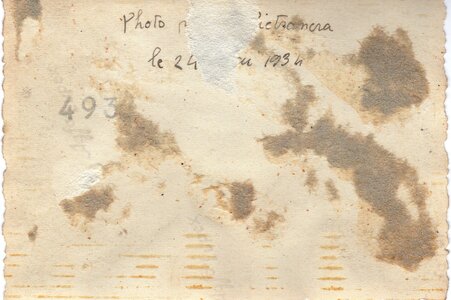 Photo p Pietranera
le 24 u 1934
493